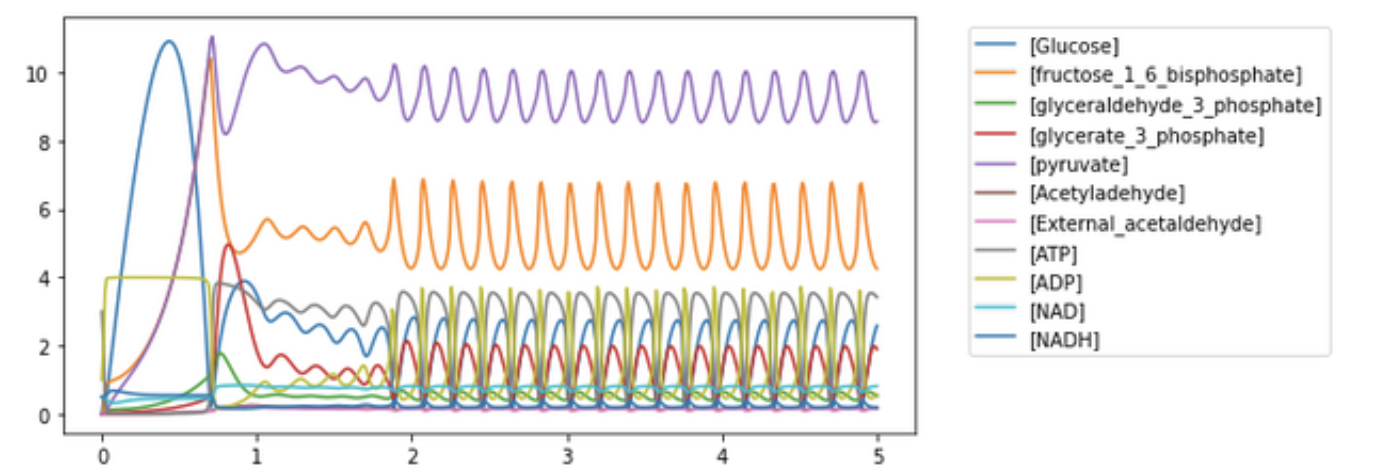 10
8
6
4
2
0
0 1 2 3 4 5
[Glucose]
[fructose_1_6_bisphosphate]
[glyceraldehyde_3_phosphate]
[glycerate_3_phosphate]
[pyruvate]
[Acetyladehyde]
[External_acetaldehyde]
[ATP]
[ADP]
[NAD]
[NADH]